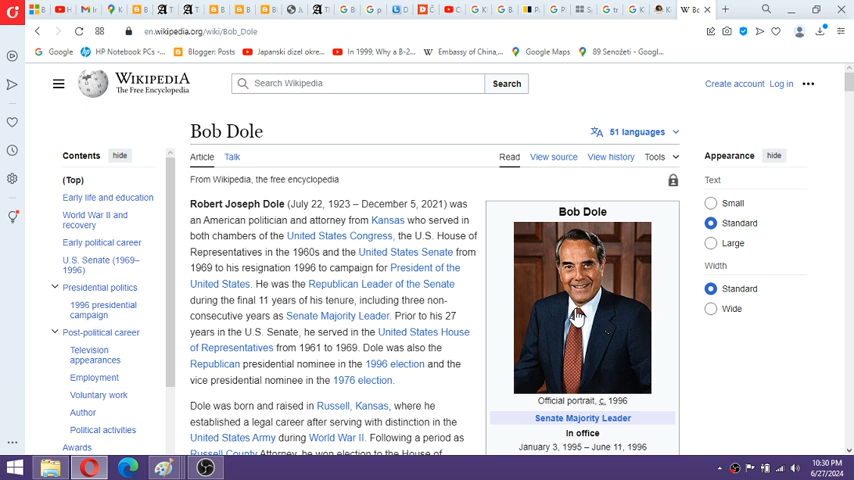 en.wikipedia.org/wiki/Bob_Dole
Google
HP Notebook PCs -...
Blogger: Posts
Japanski dizel okre...
In 1999, Why a B-2...
Embassy of China,...
Google Maps
89 Senožeti - Googl...
WIKIPEDIA
The Free Encyclopedia
Search Wikipedia
Search
Create account
Log in
Bob Dole
51 languages
Contents
hide
Article
Talk
Read
View source
View history
Tools
Appearance
hide
(Top)
From Wikipedia, the free encyclopedia
Text
Early life and education
World War II and
recovery
Early political career
U.S. Senate (1969–
1996)
Presidential politics
1996 presidential
campaign
Post-political career
Television
appearances
Employment
Voluntary work
Author
Political activities
Awards
Robert Joseph Dole (July 22, 1923 – December 5, 2021) was
an American politician and attorney from Kansas who served in
both chambers of the United States Congress, the U.S. House of
Representatives in the 1960s and the United States Senate from
1969 to his resignation 1996 to campaign for President of the
United States. He was the Republican Leader of the Senate
during the final 11 years of his tenure, including three non-
consecutive years as Senate Majority Leader. Prior to his 27
years in the U.S. Senate, he served in the United States House
of Representatives from 1961 to 1969. Dole was also the
Republican presidential nominee in the 1996 election and the
vice presidential nominee in the 1976 election.
Dole was born and raised in Russell, Kansas, where he
established a legal career after serving with distinction in the
United States Army during World War II. Following a period as
Russell County Attorney, he won election to the House of
Bob Dole
Official portrait, c. 1996
Senate Majority Leader
In office
January 3, 1995 – June 11, 1996
Small
Standard
Large
Width
Standard
Wide
10:30 PM
6/27/2024